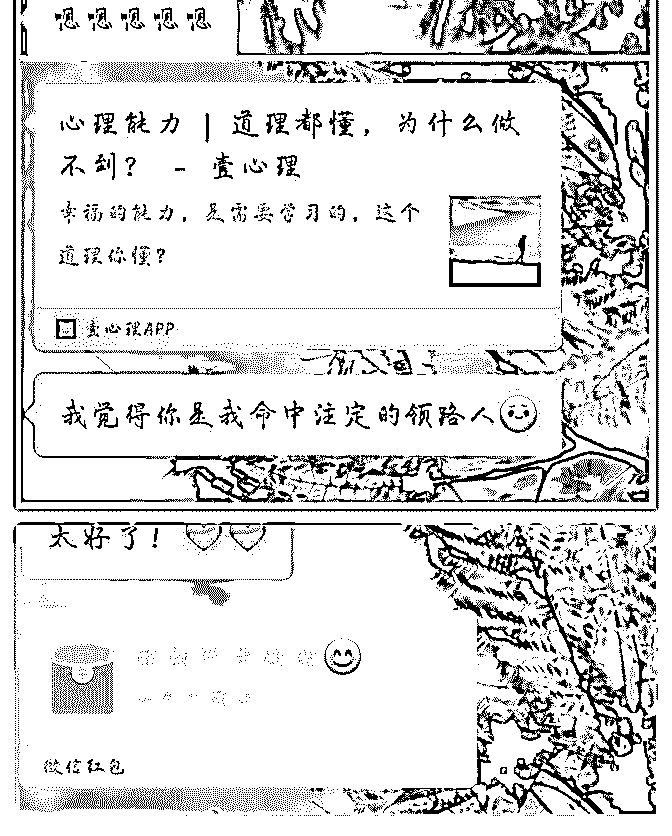 嗯嗯嗯嗯嗯
心理能力 | 道理都懂，为什么做
不到？ - 壹心理
幸福的能力，是需要学习的，这个
道理你懂？
壹心理APP
我觉得你是我命中注定的领路人
太好了！
微信红包